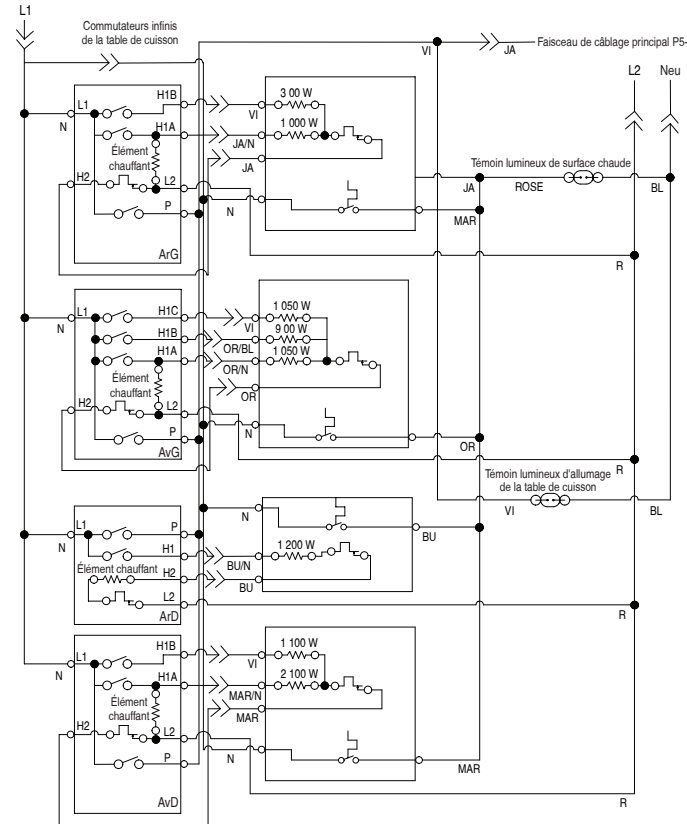 L1
Commutateurs infinis
de la table de cuisson
VI
JA
Faisceau de câblage principal P5-
L2
Neu
L1
N
H1B
VI
3 00 W
H1A
JA/N
1 000 W
Élément
chauffant
JA
H2
L2
P
N
ArG
JA
MAR
Témoin lumineux de surface chaude
ROSE
BL
R
L1
N
H1C
VI
1 050 W
H1B
OR/BL
9 00 W
H1A
OR/N
1 050 W
Élément
chauffant
H2
OR
L2
P
N
AvG
OR
R
Témoin lumineux d'allumage
de la table de cuisson
VI
BL
L1
N
P
N
BU
H1
BU/N
1 200 W
Élément chauffant
H2
BU
L2
ArD
R
L1
N
H1B
VI
1 100 W
H1A
MAR/N
2 100 W
Élément
chauffant
MAR
H2
L2
P
N
MAR
AvD
R